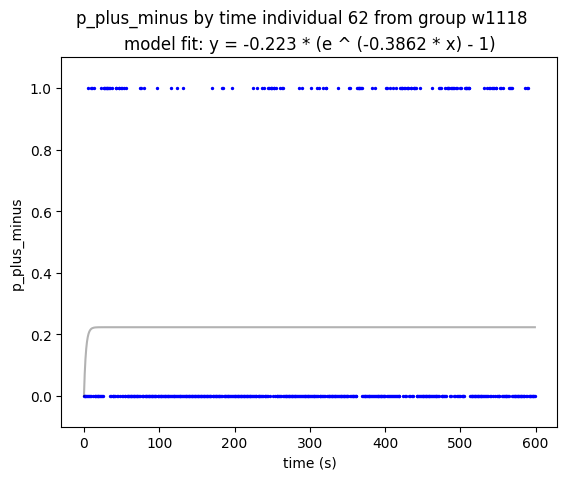 p_plus_minus by time individual 62 from group w1118
model fit: y = -0.223 * (e ^ (-0.3862 * x) - 1)
1.0
0.8
0.6
0.4
0.2
0.0
p_plus_minus
0 100 200 300 400 500 600
time (s)